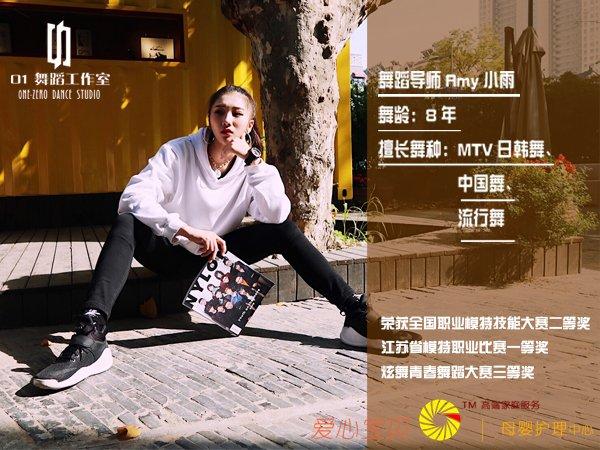 01 舞蹈工作室
ONE-ZERO DANCE STUDIO
舞蹈导师 Amy 小雨
舞龄：8 年
擅长舞种：MTV 日韩舞、
中国舞、
流行舞
NYLO
荣获全国职业模特技能大赛二等奖
江苏省模特职业比赛一等奖
炫舞青春舞蹈大赛三等奖
爱心
TM 高端家庭服务
母婴护理中心